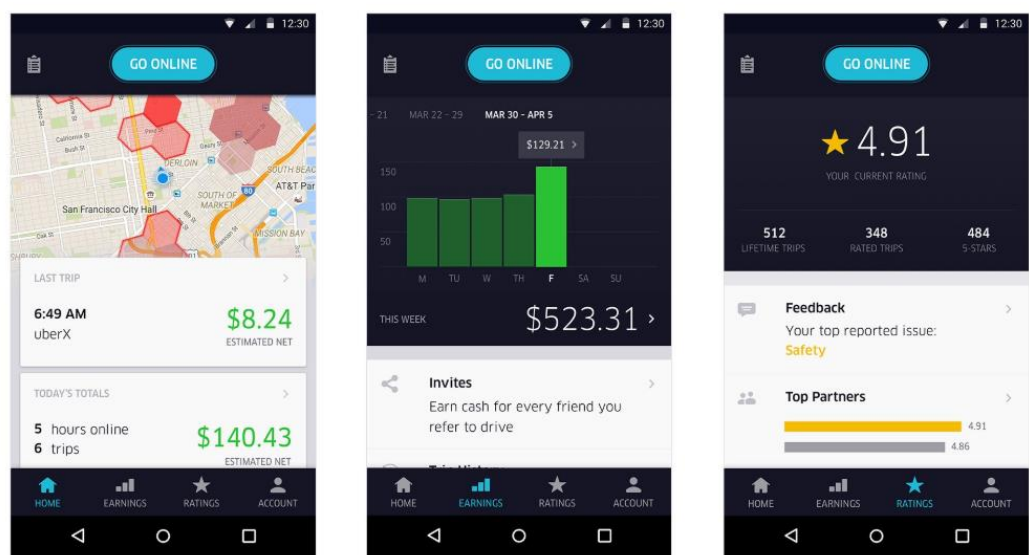 12:30
GO ONLINE
California St
Bush St
Geary St
DERLOIN
SOUTH BEAC
80
AT&T Par
SOUTH OF
MARKET
San Francisco City Hall
Oak St
MISSION BAY
101
LAST TRIP
6:49 AM
uberX
$8.24
ESTIMATED NET
TODAY'S TOTALS
5 hours online
6 trips
$140.43
ESTIMATED NET
HOME EARNINGS RATINGS ACCOUNT
12:30
GO ONLINE
- 21 MAR 22 - 29 MAR 30 - APR 5
$129.21 >
150
100
50
M TU W TH F SA SU
THIS WEEK $523.31 >
Invites
Earn cash for every friend you
refer to drive
HOME EARNINGS RATINGS ACCOUNT
12:30
GO ONLINE
4.91
YOUR CURRENT RATING
512 348 484
LIFETIME TRIPS RATED TRIPS 5-STARS
Feedback
Your top reported issue:
Safety
Top Partners
4.91
4.86
HOME EARNINGS RATINGS ACCOUNT